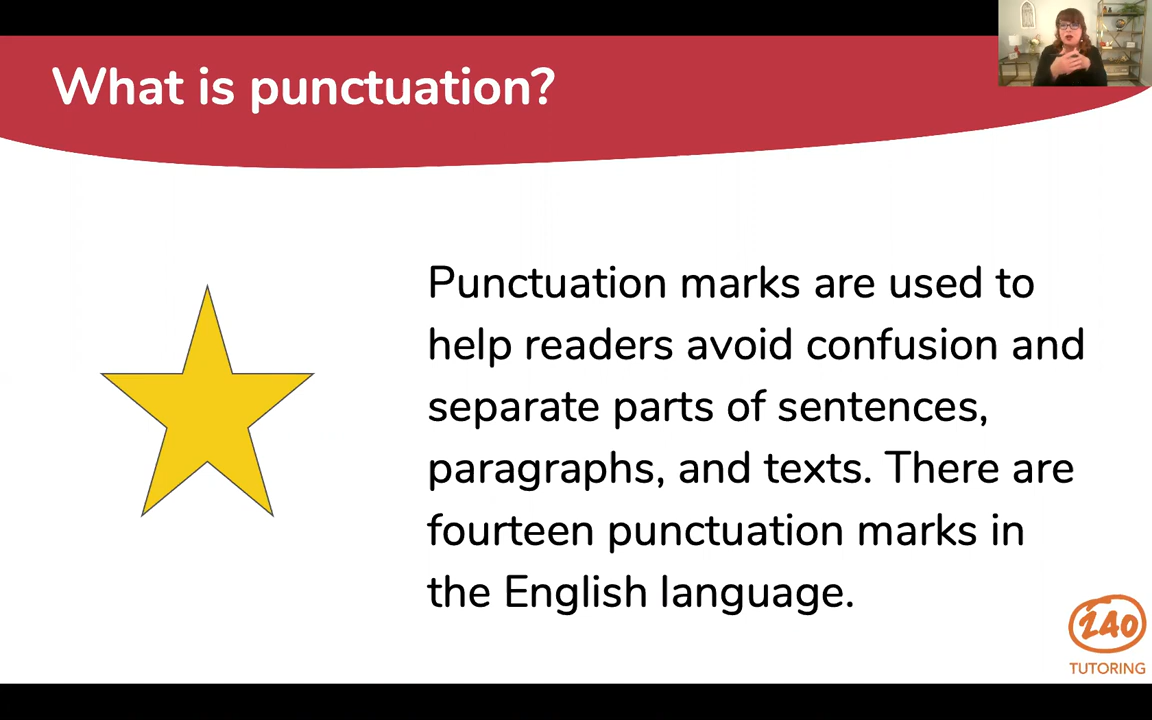 What is punctuation?
Punctuation marks are used to
help readers avoid confusion and
separate parts of sentences,
paragraphs, and texts. There are
fourteen punctuation marks in
the English language.
240
TUTORING